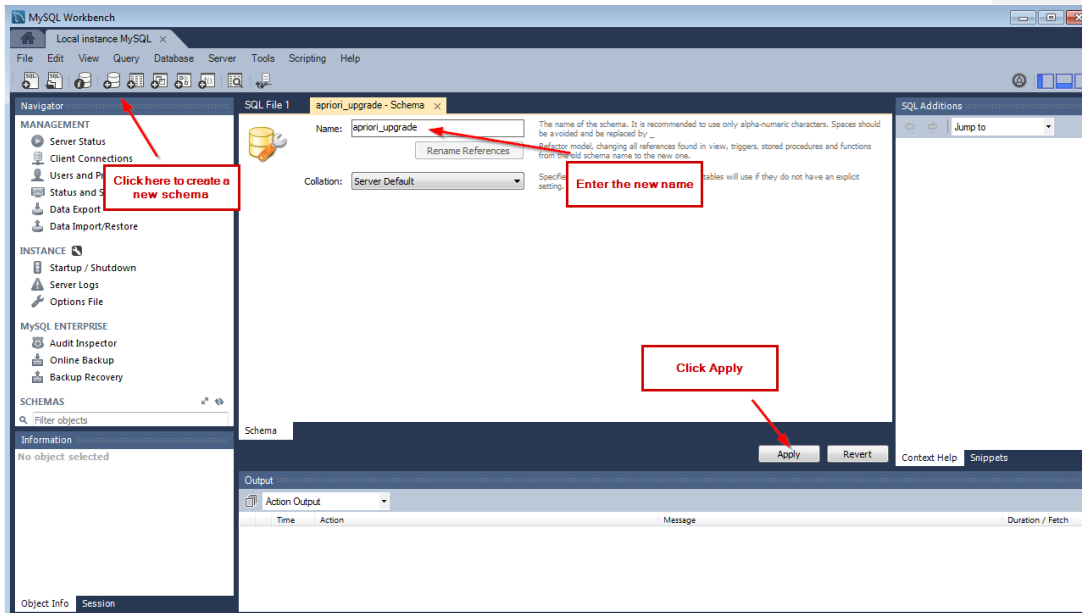 MySQL Workbench
Local instance MySQL
File Edit View Query Database Server Tools Scripting Help
Navigator
MANAGEMENT
Server Status
Client Connections
Users and Pr
Status and S
Data Export
Data Import/Restore
Click here to create a
new schema
INSTANCE
Startup / Shutdown
Server Logs
Options File
MySQL ENTERPRISE
Audit Inspector
Online Backup
Backup Recovery
SCHEMAS
Filter objects
Information
No object selected
Object Info Session
SQL File 1 apriori_upgrade - Schema
Name: apriori_upgrade
The name of the schema. It is recommended to use only alpha-numeric characters. Spaces should
be avoided and be replaced by _
Rename References
Refactor model, changing all references found in view, triggers, stored procedures and functions
from the old schema name to the new one.
Collation: Server Default
Specifie
tables will use if they do not have an explicit
setting.
Enter the new name
Click Apply
Schema
Apply Revert
SQL Additions
Jump to
Context Help Snippets
Output
Action Output
Time Action Message Duration / Fetch